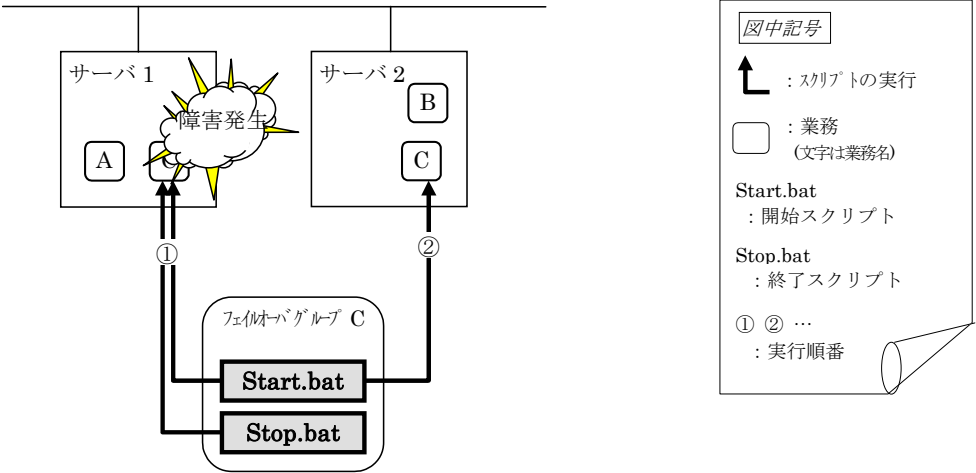 サーバ 1
障害発生
A
サーバ 2
B
C
①
②
フェイルオーバグループ C
Start.bat
Stop.bat
図中記号
：スクリプトの実行
：業務
(文字は業務名)
Start.bat
：開始スクリプト
Stop.bat
：終了スクリプト
① ② …
：実行順番